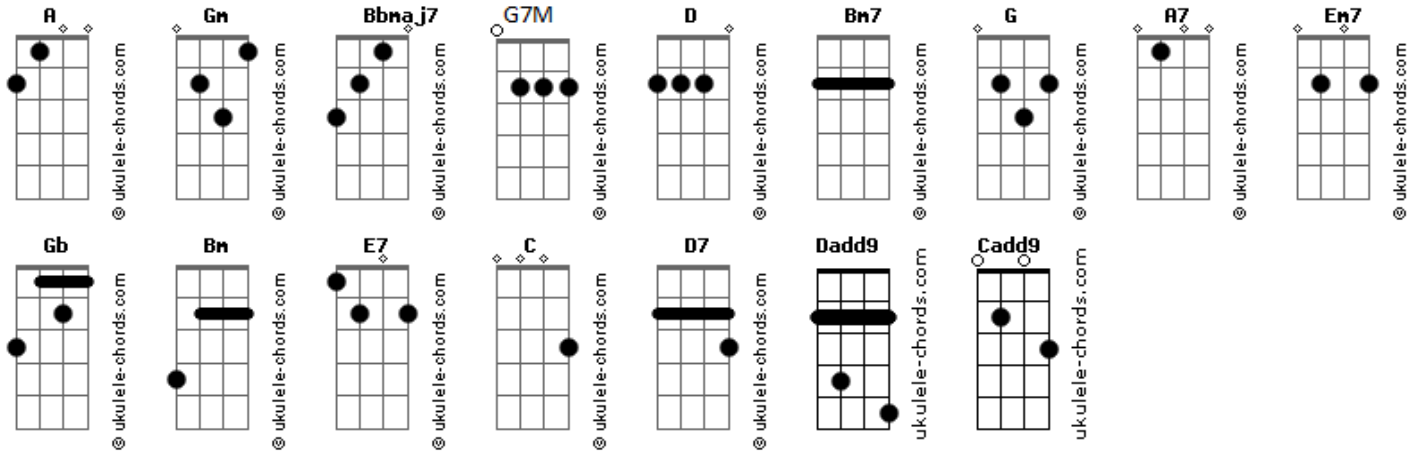 A Gm Bbmaj7 G7M D Bm7 G A7 Em7
© ukulele-chords.com © ukulele-chords.com © ukulele-chords.com © ukulele-chords.com © ukulele-chords.com © ukulele-chords.com © ukulele-chords.com © ukulele-chords.com © ukulele-chords.com
Gb Bm E7 C D7 Dadd9 Cadd9
© ukulele-chords.com © ukulele-chords.com © ukulele-chords.com © ukulele-chords.com © ukulele-chords.com ukulele-chords.com ukulele-chords.com